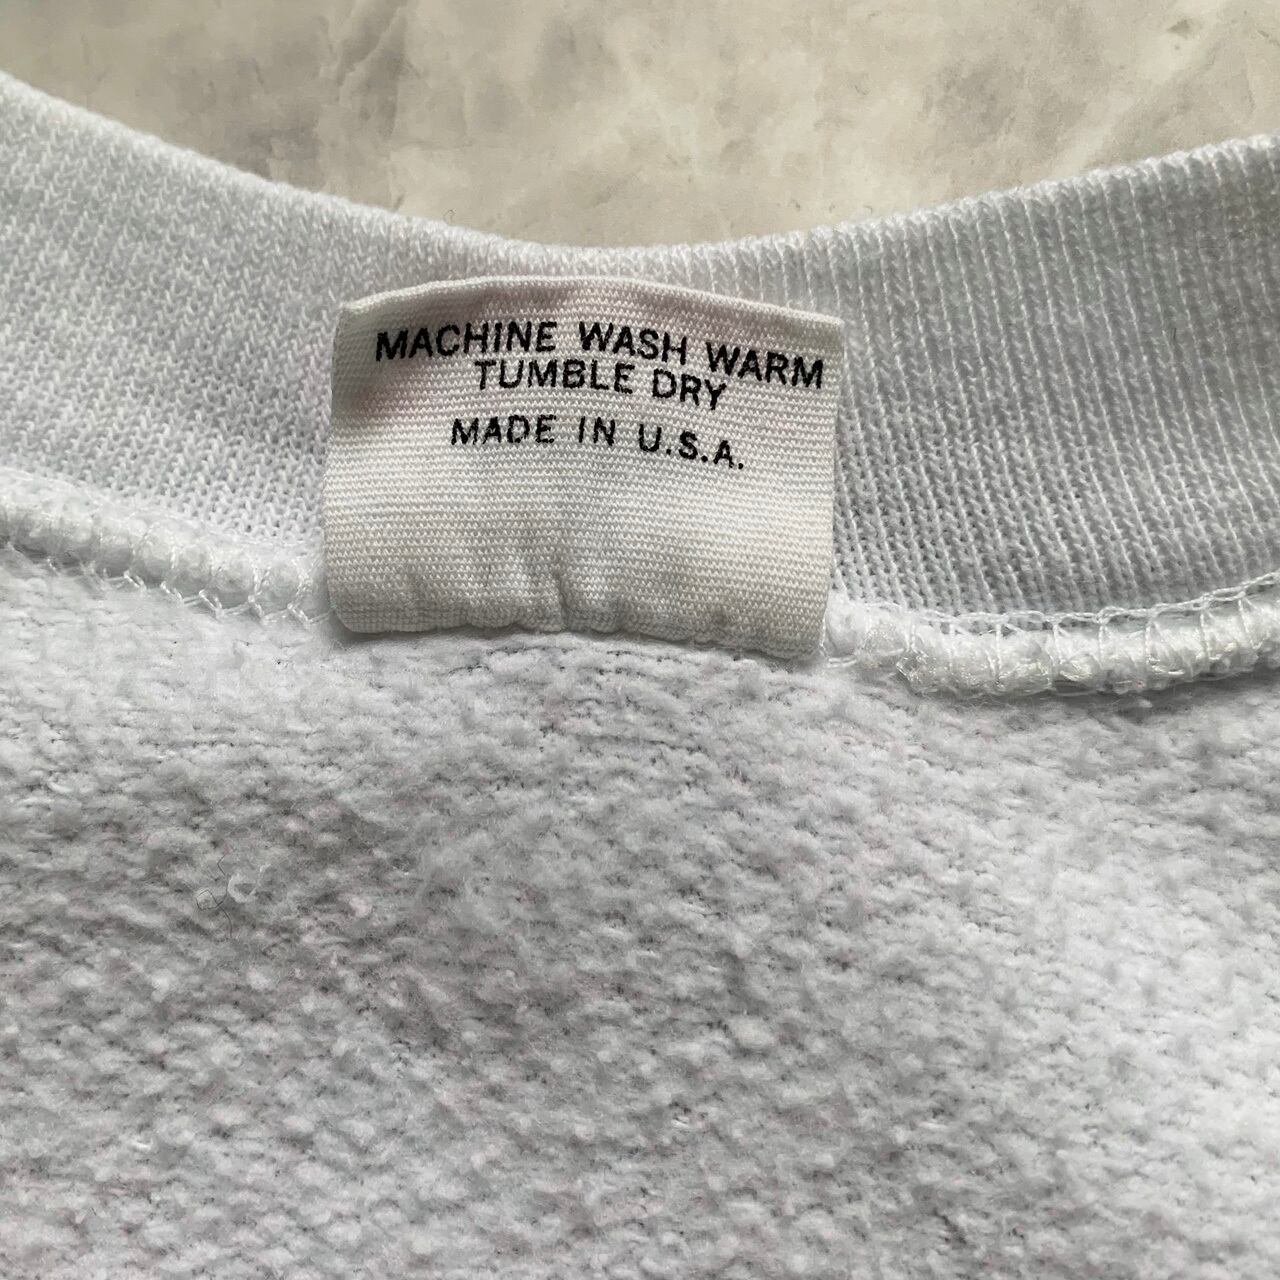 MACHINE WASH WARM
TUMBLE DRY
MADE IN U.S.A.